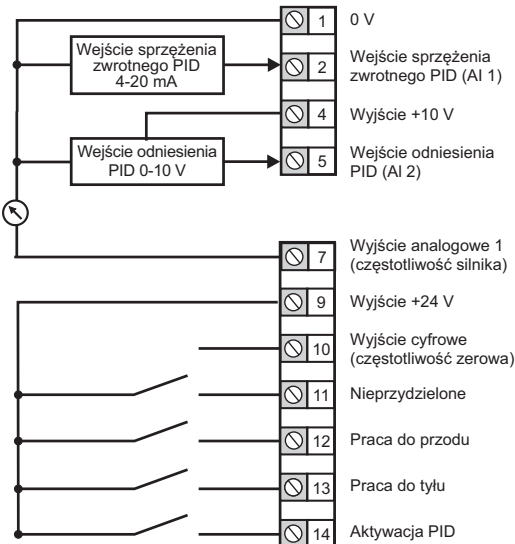 1 0 V
Wejście sprzężenia
zwrotnego PID
4-20 mA
2 Wejście sprzężenia
zwrotnego PID (AI 1)
4 Wyjście +10 V
Wejście odniesienia
PID 0-10 V
5 Wejście odniesienia
PID (AI 2)
7 Wyjście analogowe 1
(częstotliwość silnika)
9 Wyjście +24 V
10 Wyjście cyfrowe
(częstotliwość zerowa)
11 Nieprzydzielone
12 Praca do przodu
13 Praca do tyłu
14 Aktywacja PID